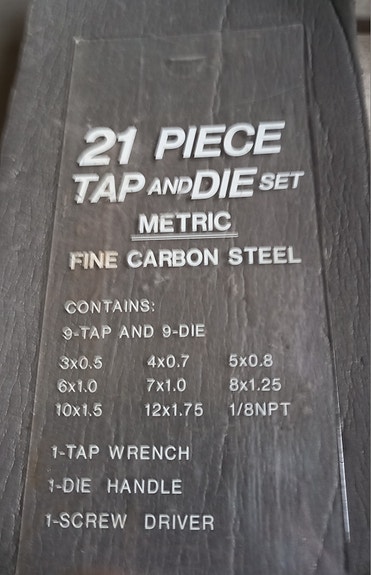 21 PIECE
TAP AND DIE SET
METRIC
FINE CARBON STEEL
CONTAINS:
9-TAP AND 9-DIE
3x0.5 4x0.7 5x0.8
6x1.0 7x1.0 8x1.25
10x1.5 12x1.75 1/8NPT
1-TAP WRENCH
1-DIE HANDLE
1-SCREW DRIVER